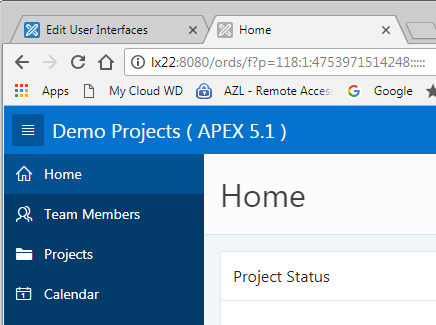 Edit User Interfaces
Home
lx22:8080/ords/f?p=118:1:4753971514248:::::
Apps
My Cloud WD
AZL - Remote Access
Google
Demo Projects ( APEX 5.1 )
Home
Team Members
Projects
Calendar
Home
Project Status